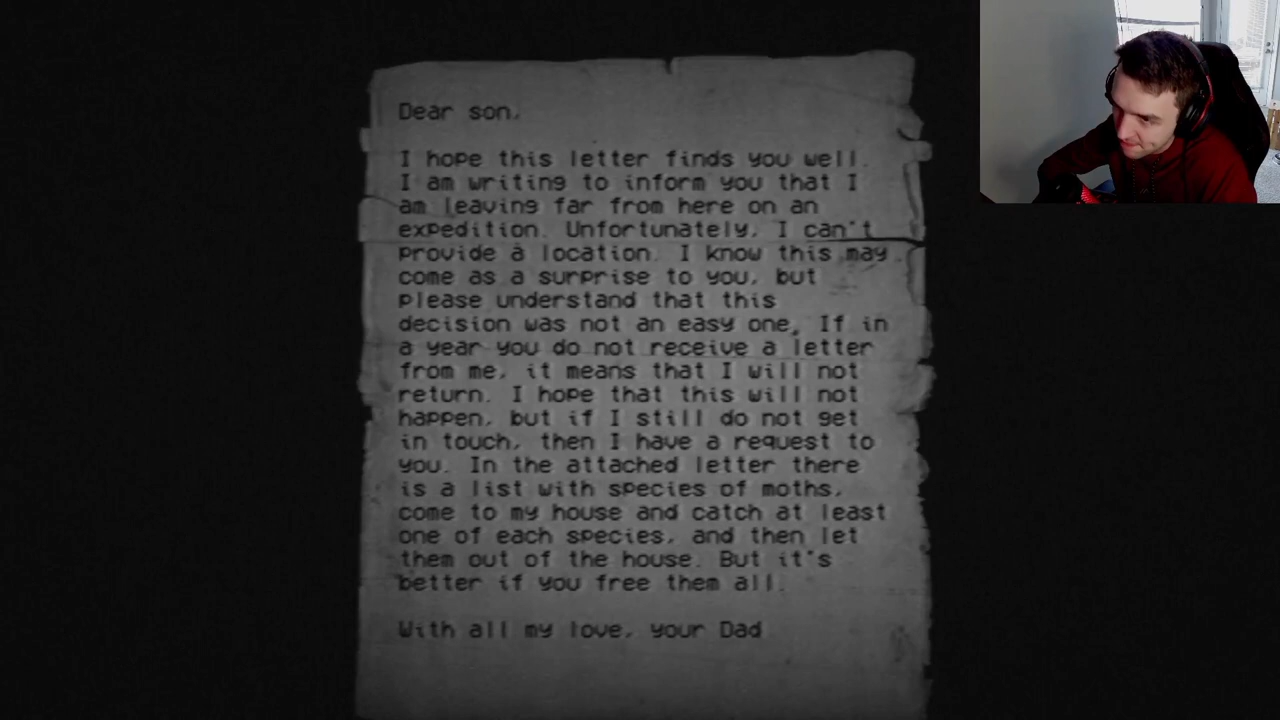 Dear son,
I hope this letter finds you well.
I am writing to inform you that I
am leaving far from here on an
expedition. Unfortunately, I can't
provide a location. I know this may
come as a surprise to you, but
please understand that this
decision was not an easy one, If in
a year you do not receive a letter
from me, it means that I will not
return. I hope that this will not
happen, but if I still do not get
in touch, then I have a request to
you. In the attached letter there
is a list with species of moths,
come to my house and catch at least
one of each species, and then let
them out of the house. But it's
better if you free them all.
With all my love, your Dad